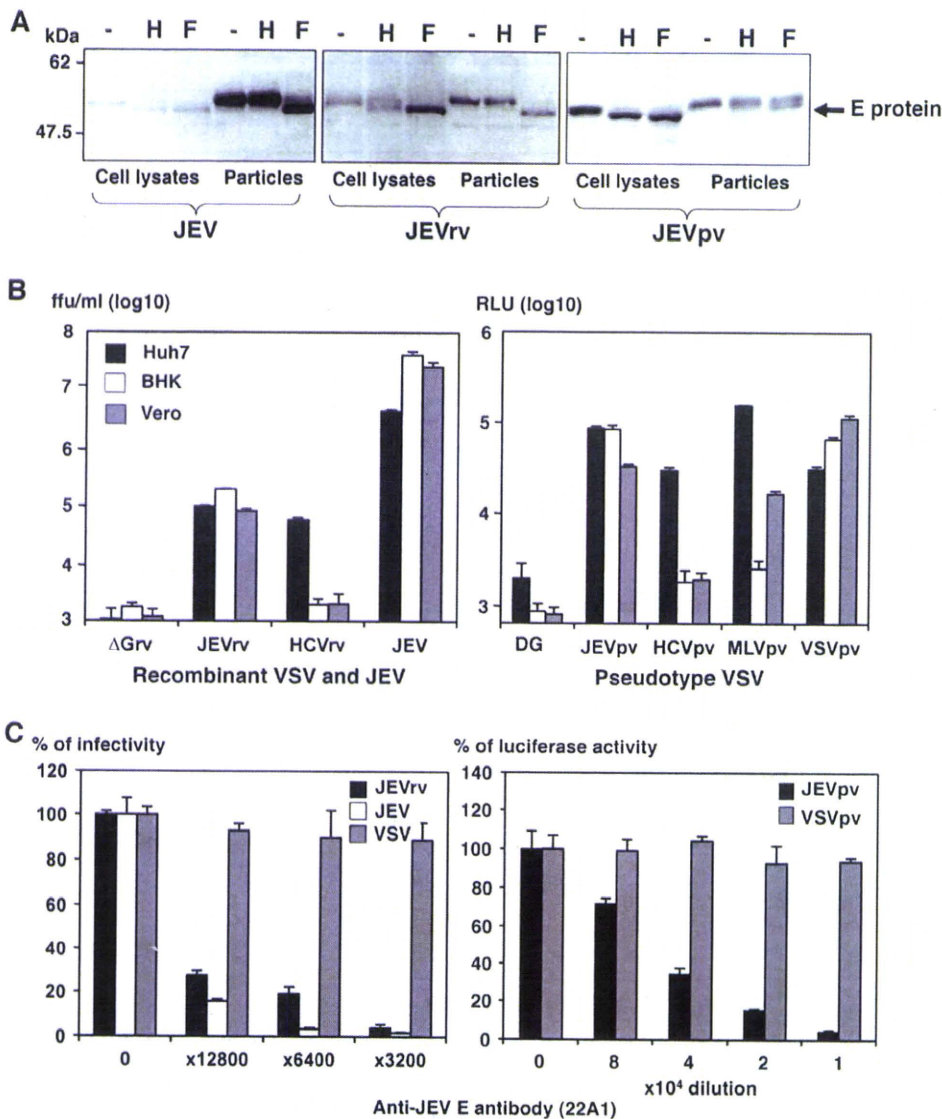 A
kDa
- H F - H F - H F - H F - H F - H F
62
47.5
E protein
Cell lysates Particles Cell lysates Particles Cell lysates Particles
JEV JEVrv JEVpv
B
ffu/ml (log10)
8
7
6
5
4
3
Huh7
BHK
Vero
ΔGrv JEVrv HCVrv JEV
Recombinant VSV and JEV
RLU (log10)
6
5
4
3
DG JEVpv HCVpv MLVpv VSVpv
Pseudotype VSV
C
% of infectivity
120
100
80
60
40
20
0
JEVrv
JEV
VSV
0 x12800 x6400 x3200
% of luciferase activity
140
120
100
80
60
40
20
0
JEVpv
VSVpv
0 8 4 2 1
x10⁴ dilution
Anti-JEV E antibody (22A1)